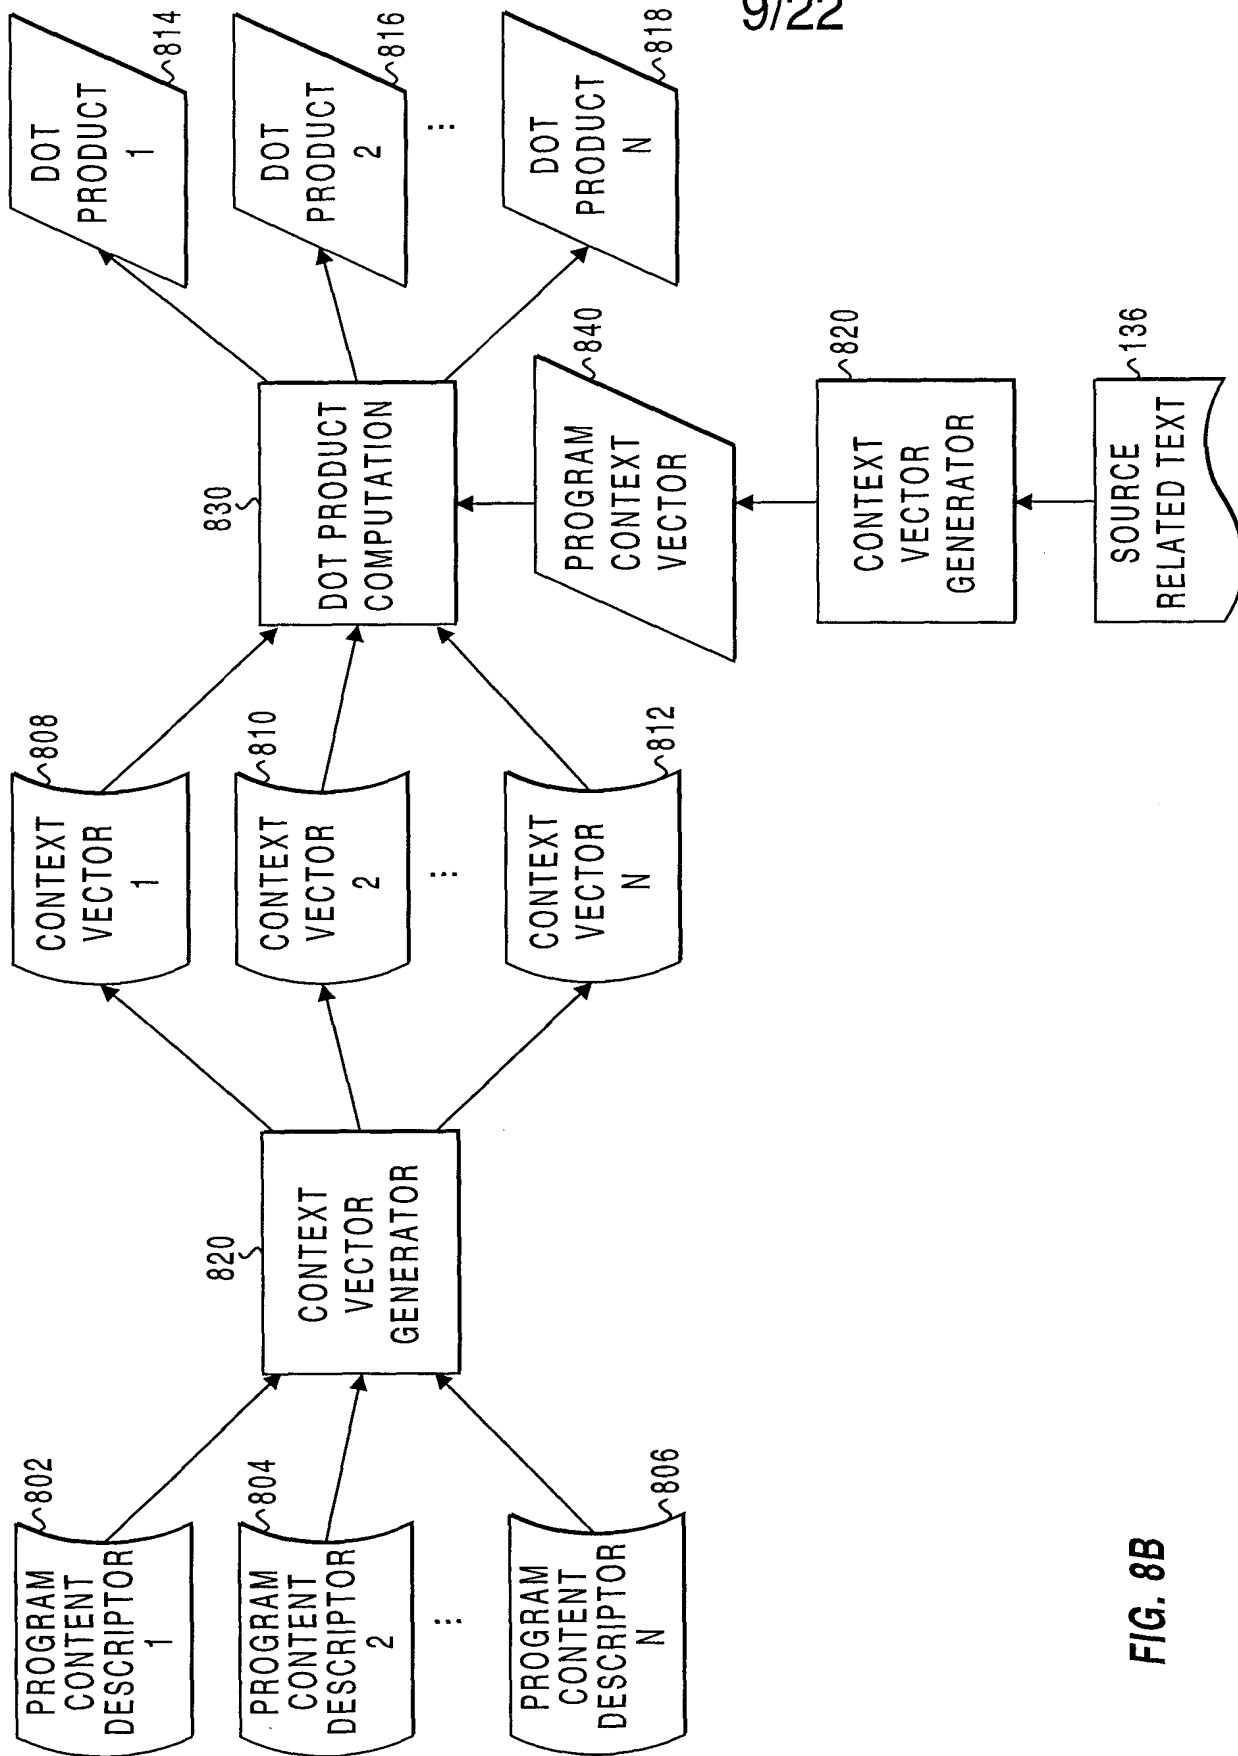 9/22
PROGRAM
CONTENT
DESCRIPTOR
1
802
PROGRAM
CONTENT
DESCRIPTOR
2
804
...
PROGRAM
CONTENT
DESCRIPTOR
N
806
820
CONTEXT
VECTOR
GENERATOR
CONTEXT
VECTOR
1
808
CONTEXT
VECTOR
2
810
...
CONTEXT
VECTOR
N
812
830
DOT PRODUCT
COMPUTATION
DOT
PRODUCT
1
814
DOT
PRODUCT
2
816
...
DOT
PRODUCT
N
818
PROGRAM
CONTEXT
VECTOR
840
CONTEXT
VECTOR
GENERATOR
820
SOURCE
RELATED TEXT
136
FIG. 8B